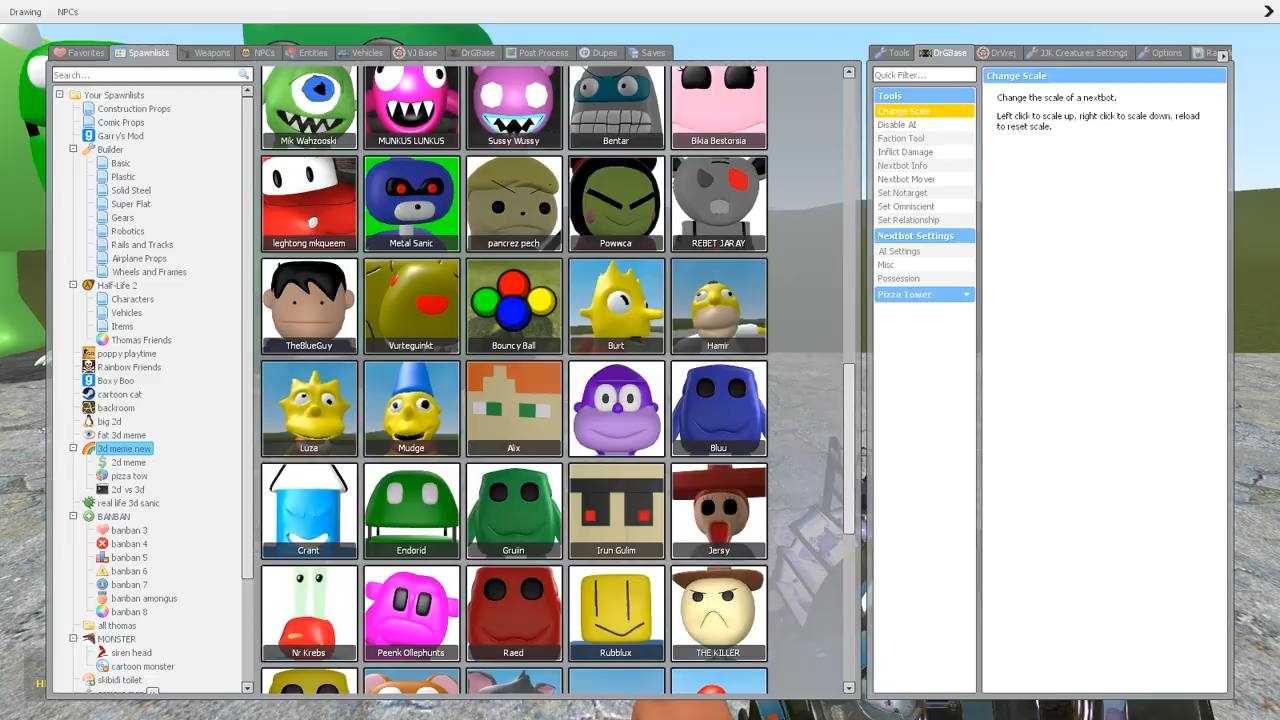 Drawing NPCs
Favorites Spawnlists Weapons NPCs Entities Vehicles VJ Base DrGBase Post Process Dupes Saves
Tools DrGBase DrVrej JJK Creatures Settings Options
Search...
Your Spawnlists
Construction Props
Comic Props
Garry's Mod
Builder
Basic
Plastic
Solid Steel
Super Flat
Gears
Robotics
Rails and Tracks
Airplane Props
Wheels and Frames
Half-Life 2
Characters
Vehicles
Items
Thomas Friends
poppy playtime
Rainbow Friends
Boxy Boo
cartoon cat
backroom
big 2d
fat 3d meme
3d meme new
2d meme
pizza tow
2d vs 3d
real life 3d sanic
BANBAN
banban 3
banban 4
banban 5
banban 6
banban 7
banban amongus
banban 8
all thomas
MONSTER
siren head
cartoon monster
skibidi toilet
Mik Wahzooski MUNKUS LUNKUS Sussy Wussy Bentar Bikia Bestorsia
leghtong mkqueem Metal Sanic pancrez pech Powwca REBET JARAY
TheBlueGuy Vurteguinkt Bouncy Ball Burt Hamir
Luza Mudge Alix Bluu
Crant Endorid Gruiin Irun Gulim Jersy
Nr Krebs Peenk Ollephunts Raed Rubblux THE KILLER
Quick Filter...
Tools
Change Scale
Disable AI
Faction Tool
Inflict Damage
Nextbot Info
Nextbot Mover
Set Notarget
Set Omniscient
Set Relationship
Nextbot Settings
AI Settings
Misc
Possession
Pizza Tower
Change Scale
Change the scale of a nextbot.
Left click to scale up, right click to scale down, reload
to reset scale.